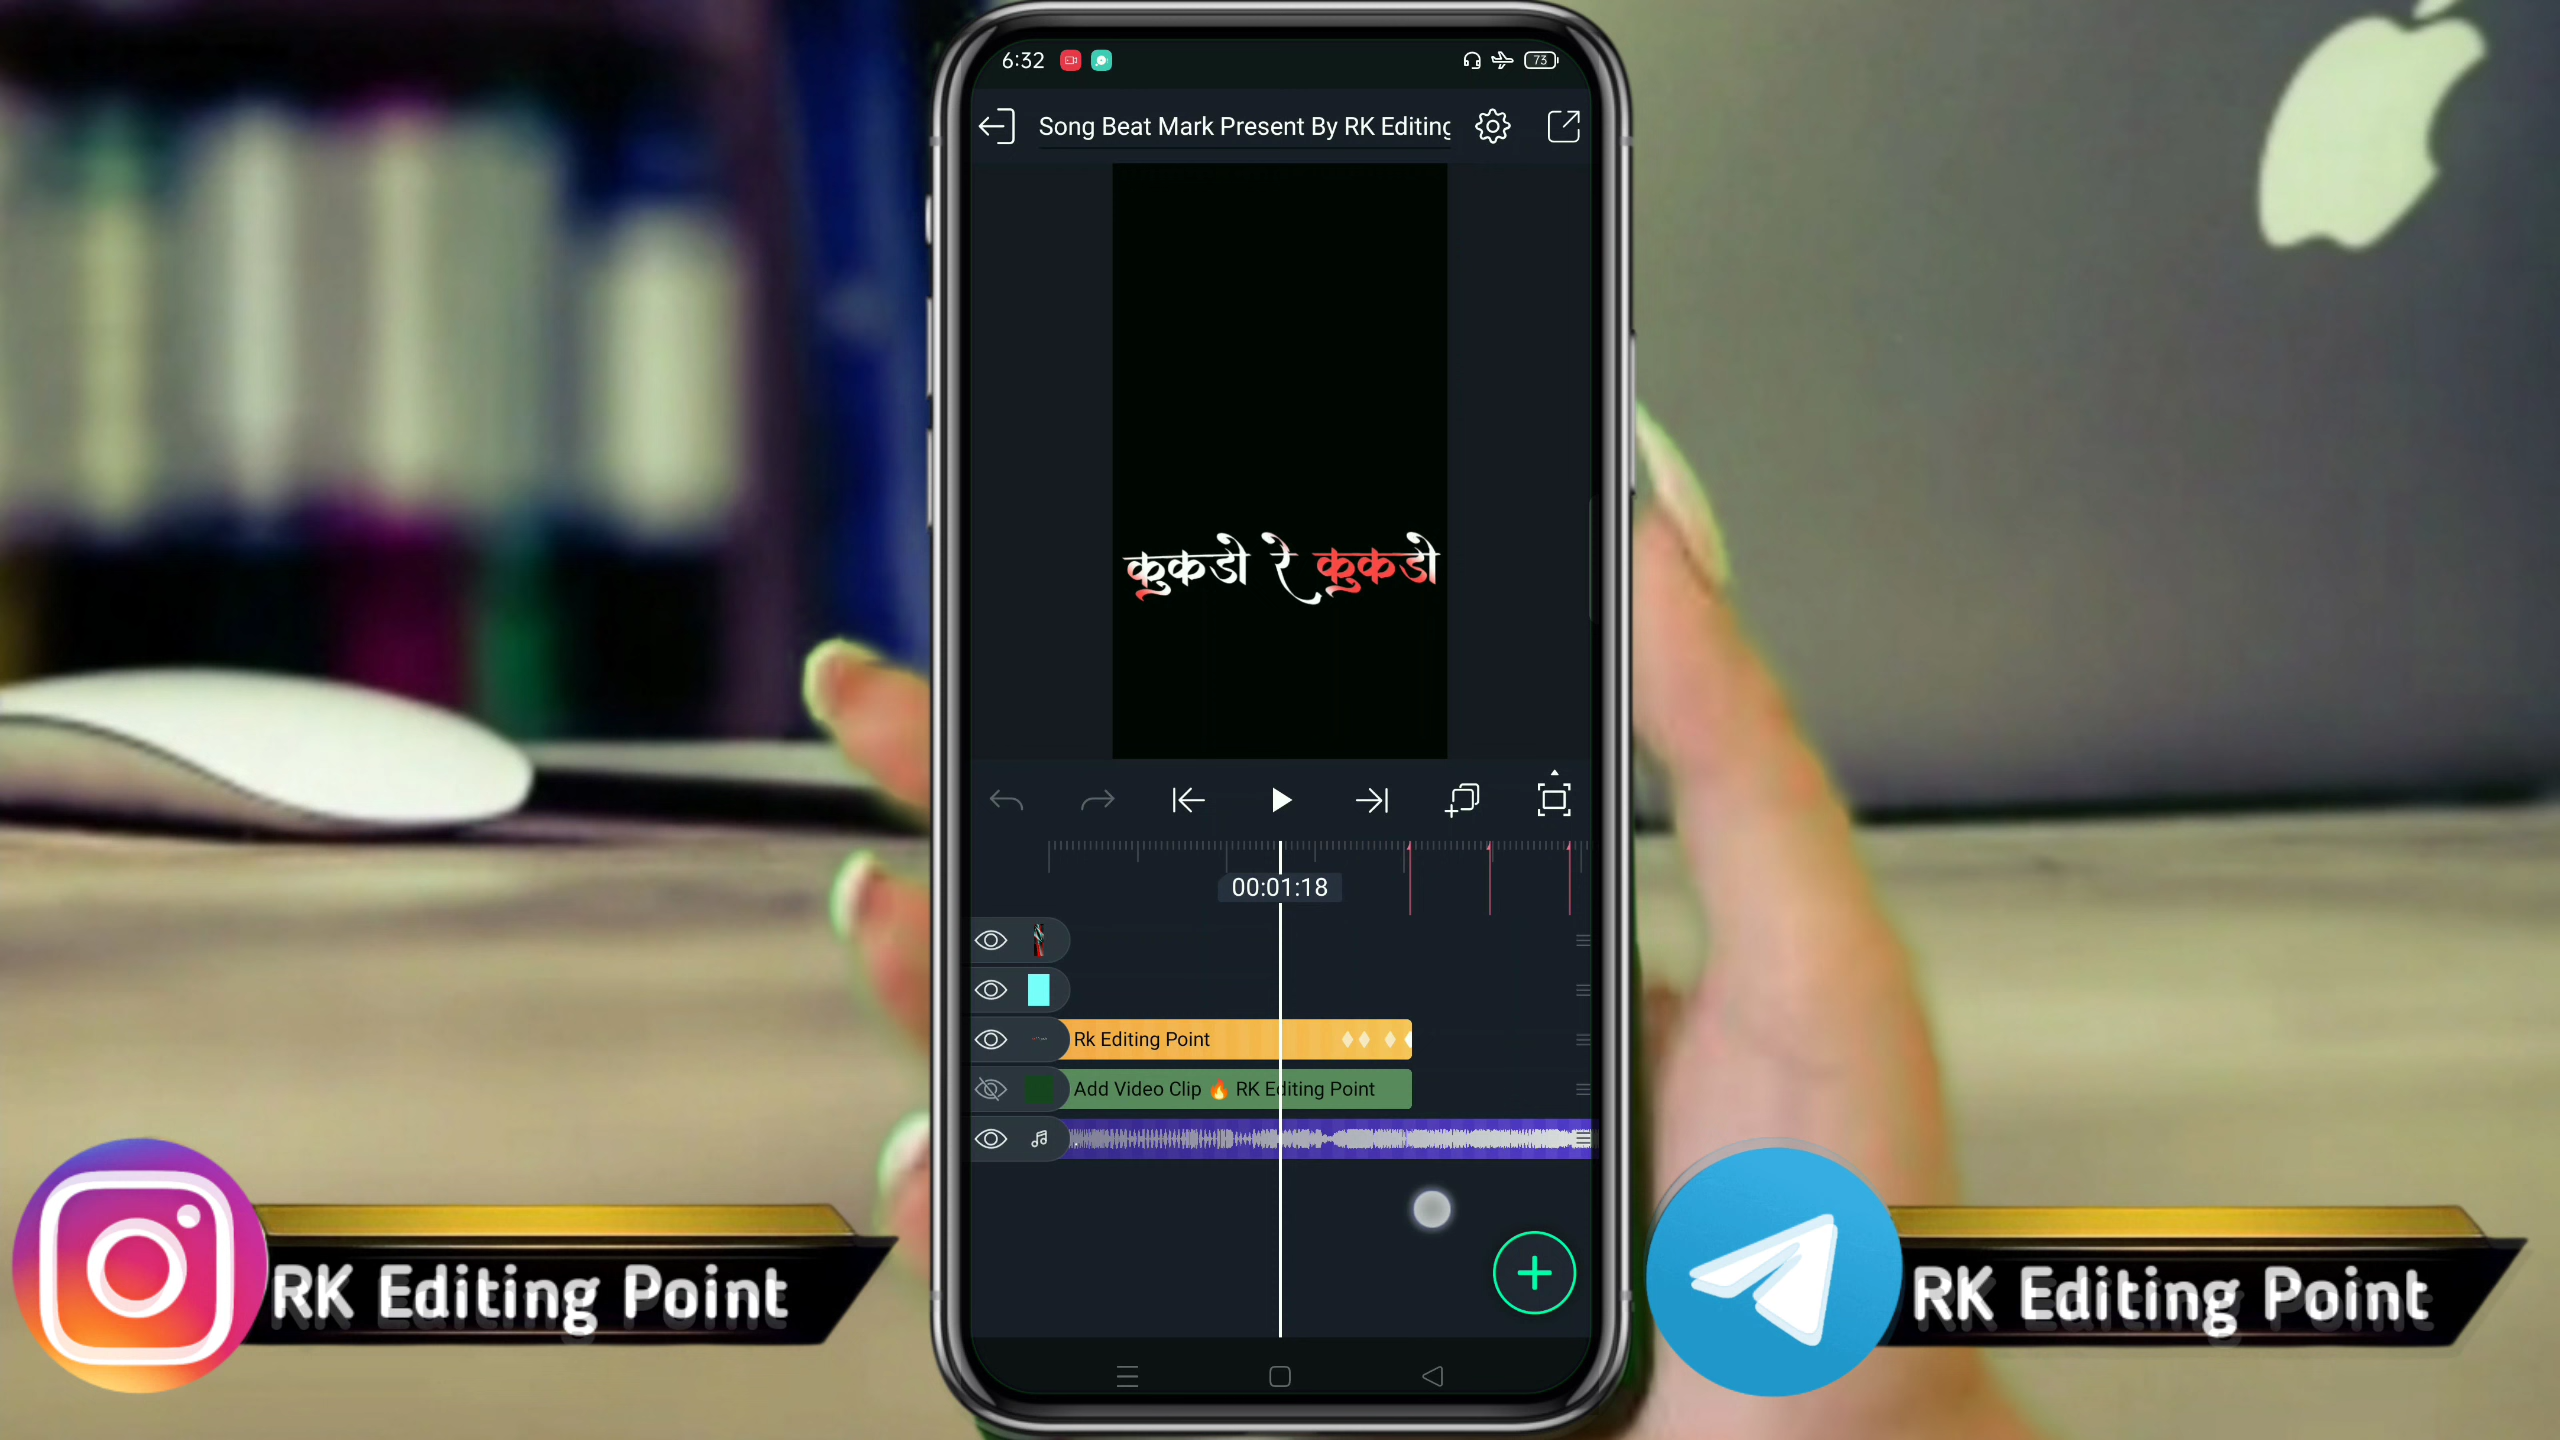 6:32
73
Song Beat Mark Present By RK Editing
कुकडी रे कुकडी
00:01:18
Rk Editing Point
Add Video Clip 🔥 RK Editing Point
RK Editing Point
RK Editing Point